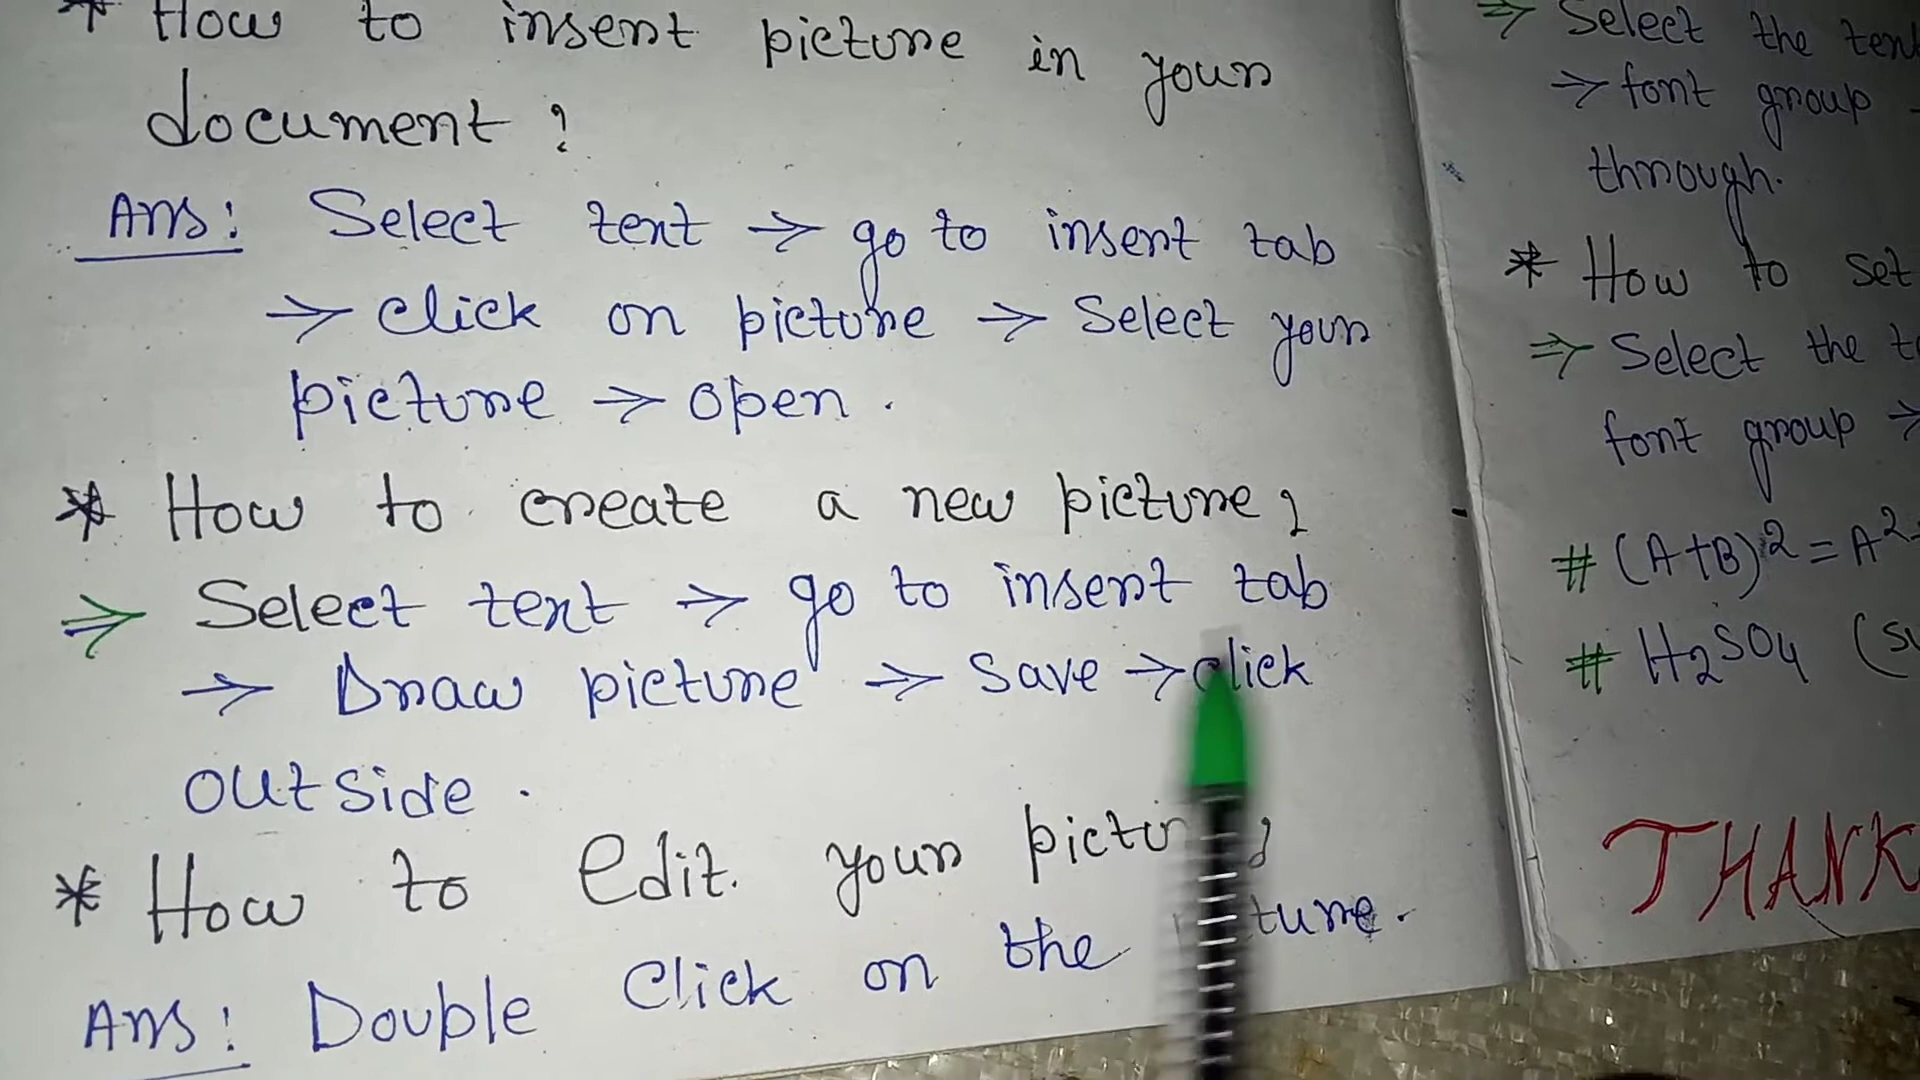 * How to insert picture in your
document?
Ans: Select text → go to insert tab
→ click on picture → Select your
picture → open.
* How to create a new picture?
⇒ Select text → go to insert tab
→ Draw picture → Save → click
outside.
* How to Edit. your
Ans: Double Click on the
⇒ Select the
→ font group
through.
* How to set
⇒ Select the
font group →
# (A+B)2 = A2
# H2SO4
THANK